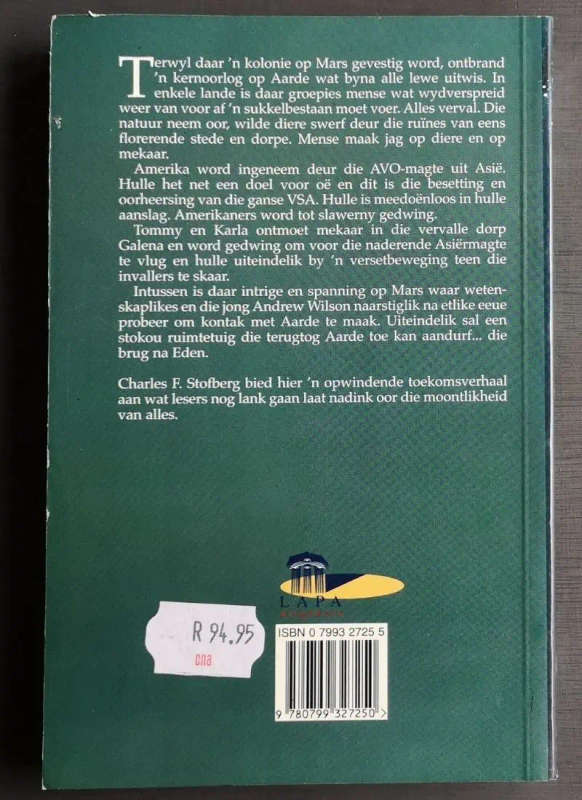 Terwyl daar 'n kolonie op Mars gevestig word, ontbrand
'n kernoorlog op Aarde wat byna alle lewe uitwis. In
enkele lande is daar groepies mense wat wydverspreid
weer van voor af 'n sukkelbestaan moet voer. Alles verval. Die
natuur neem oor, wilde diere swerf deur die ruïnes van eens
florerende stede en dorpe. Mense maak jag op diere en op
mekaar.
Amerika word ingeneem deur die AVO-magte uit Asië.
Hulle het net een doel voor oë en dit is die besetting en
oorheersing van die ganse VSA. Hulle is meedoënloos in hulle
aanslag. Amerikaners word tot slawerny gedwing.
Tommy en Karla ontmoet mekaar in die vervalle dorp
Galena en word gedwing om voor die naderende Asiërmagte
te vlug en hulle uiteindelik by 'n versetbeweging teen die
invallers te skaar.
Intussen is daar intrige en spanning op Mars waar weten-
skaplikes en die jong Andrew Wilson naarstiglik na etlike eeue
probeer om kontak met Aarde te maak. Uiteindelik sal een
stokou ruimtetuig die terugtog Aarde toe kan aandurf... die
brug na Eden.
Charles F. Stofberg bied hier 'n opwindende toekomsverhaal
aan wat lesers nog lank gaan laat nadink oor die moontlikheid
van alles.
LAPA
ISBN 0 7993 2725 5
9 780799 327250 >
R 94.95
cna